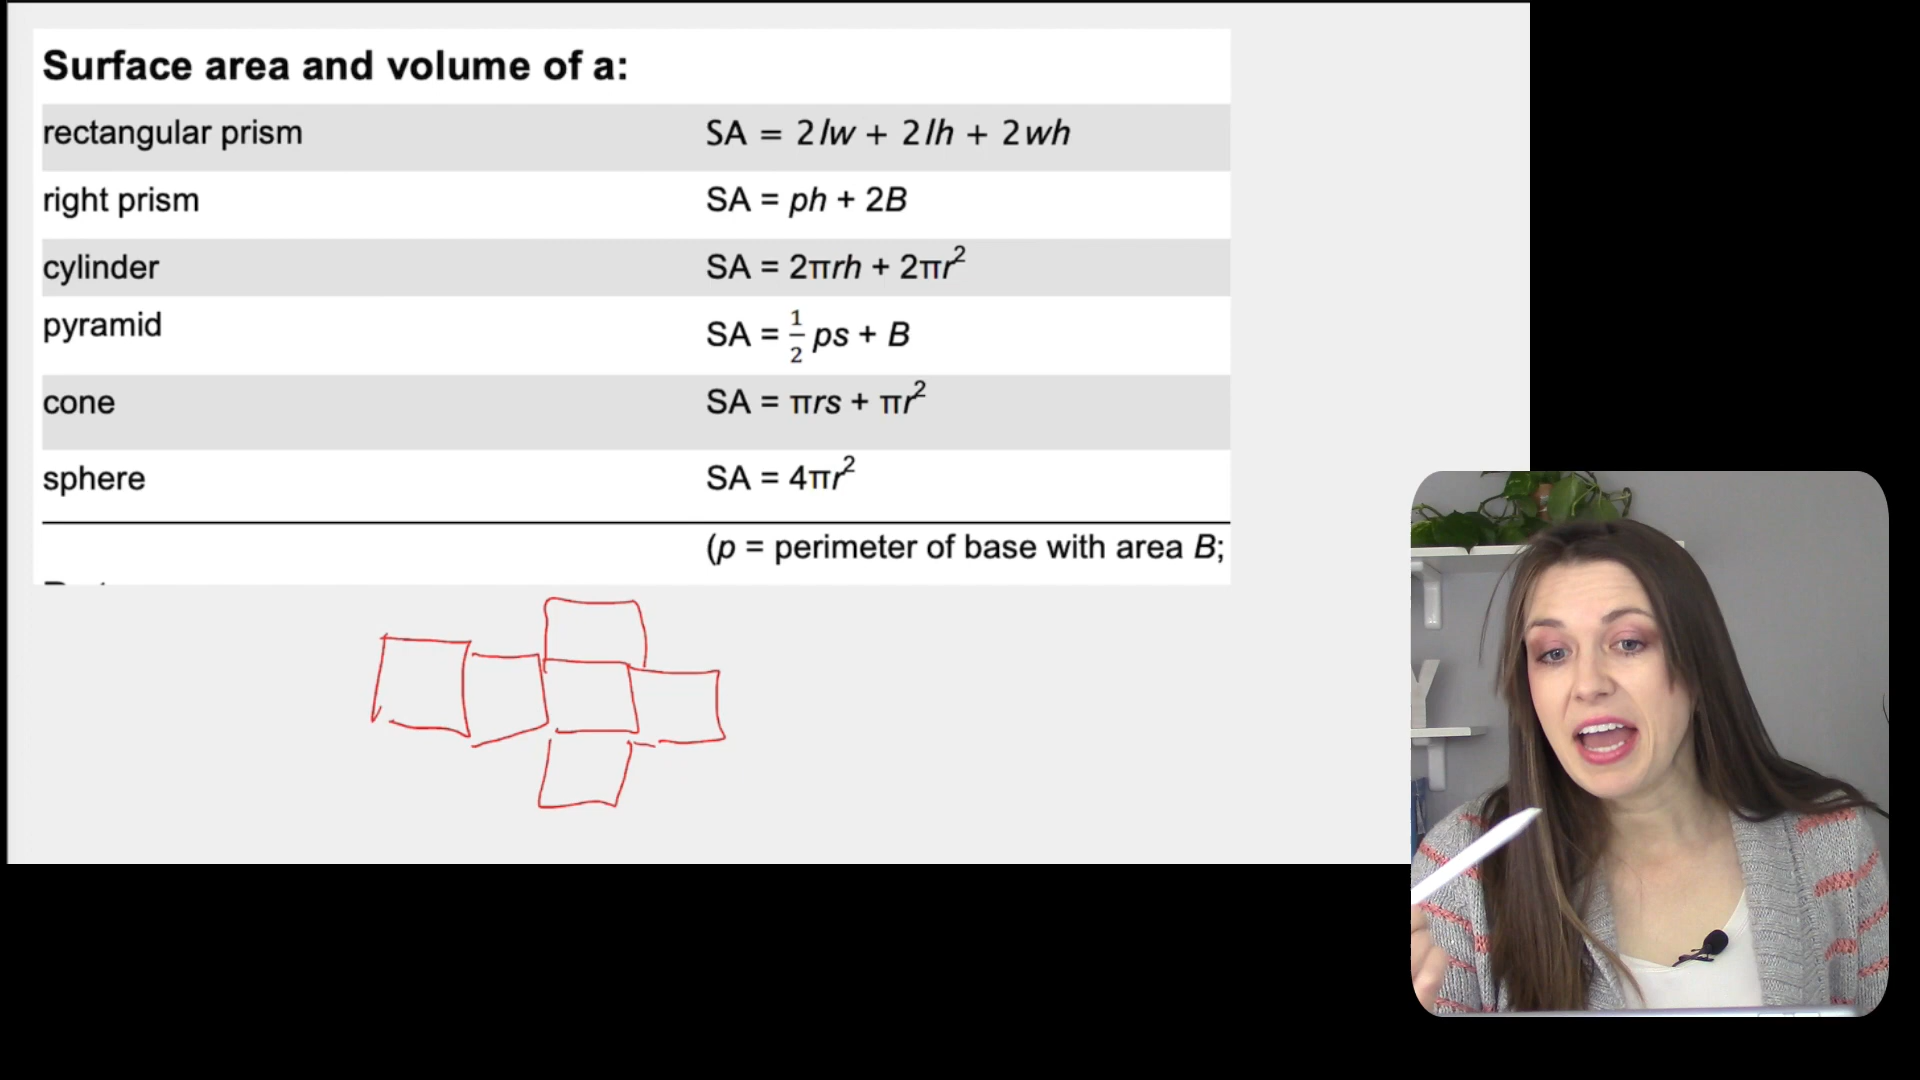 Surface area and volume of a:
rectangular prism SA = 2lw + 2lh + 2wh
right prism SA = ph + 2B
cylinder SA = 2πrh + 2πr²
pyramid SA = 1/2 ps + B
cone SA = πrs + πr²
sphere SA = 4πr²
(p = perimeter of base with area B;
Y